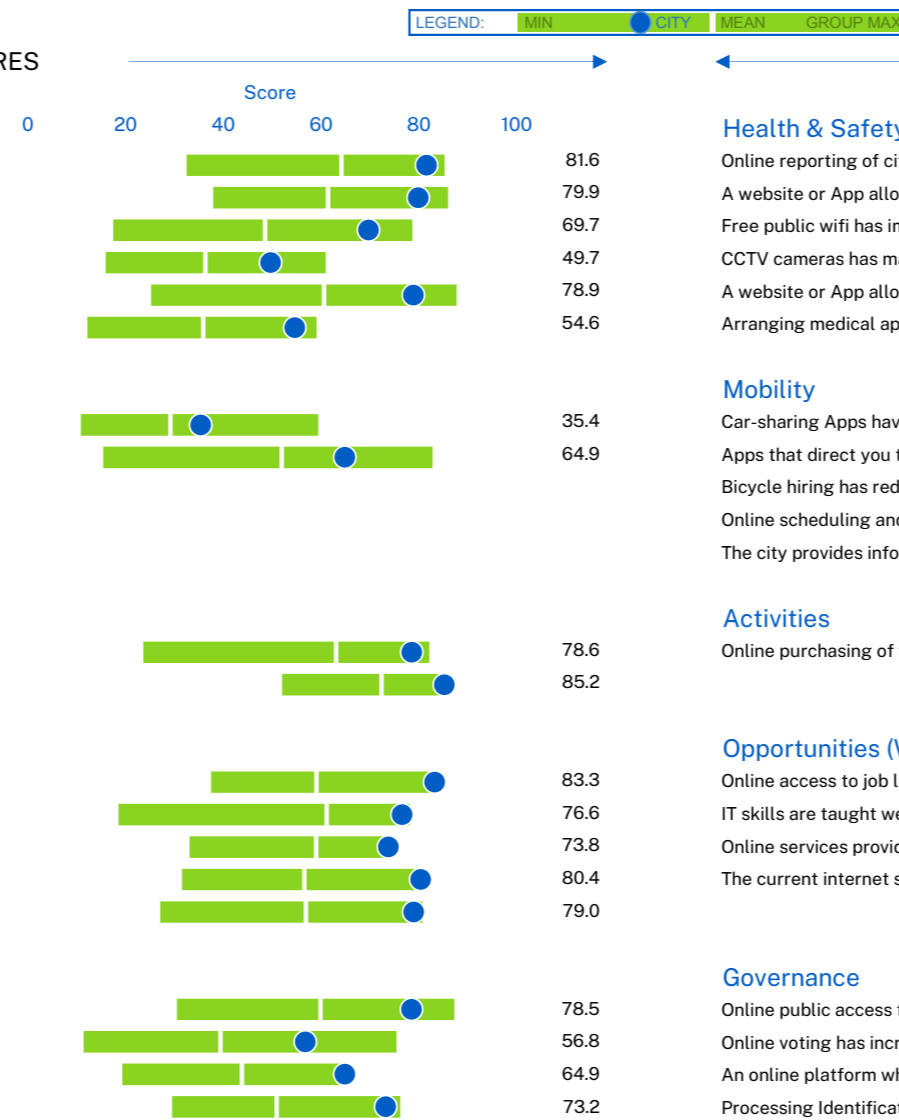 LEGEND: MIN CITY MEAN GROUP MAX
RES
Score
0 20 40 60 80 100
Health & Safety
81.6 Online reporting of ci
79.9 A website or App allo
69.7 Free public wifi has im
49.7 CCTV cameras has ma
78.9 A website or App allo
54.6 Arranging medical ap
Mobility
35.4 Car-sharing Apps hav
64.9 Apps that direct you t
Bicycle hiring has red
Online scheduling and
The city provides info
Activities
78.6 Online purchasing of
85.2
Opportunities (W
83.3 Online access to job l
76.6 IT skills are taught we
73.8 Online services provid
80.4 The current internet s
79.0
Governance
78.5 Online public access t
56.8 Online voting has incr
64.9 An online platform wh
73.2 Processing Identificat